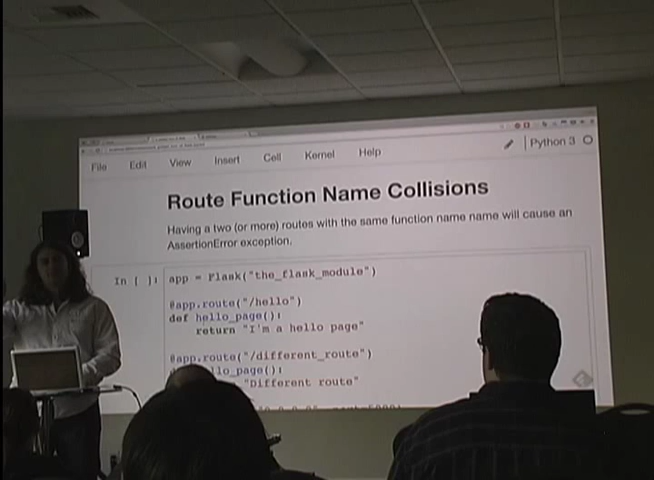 File Edit View Insert Cell Kernel Help Python 3
Route Function Name Collisions
Having a two (or more) routes with the same function name name will cause an
AssertionError exception.
In [ ]: app = Flask("the_flask_module")
@app.route("/hello")
def hello_page():
return "I'm a hello page"
@app.route("/different_route")
llo_page():
"Different route"